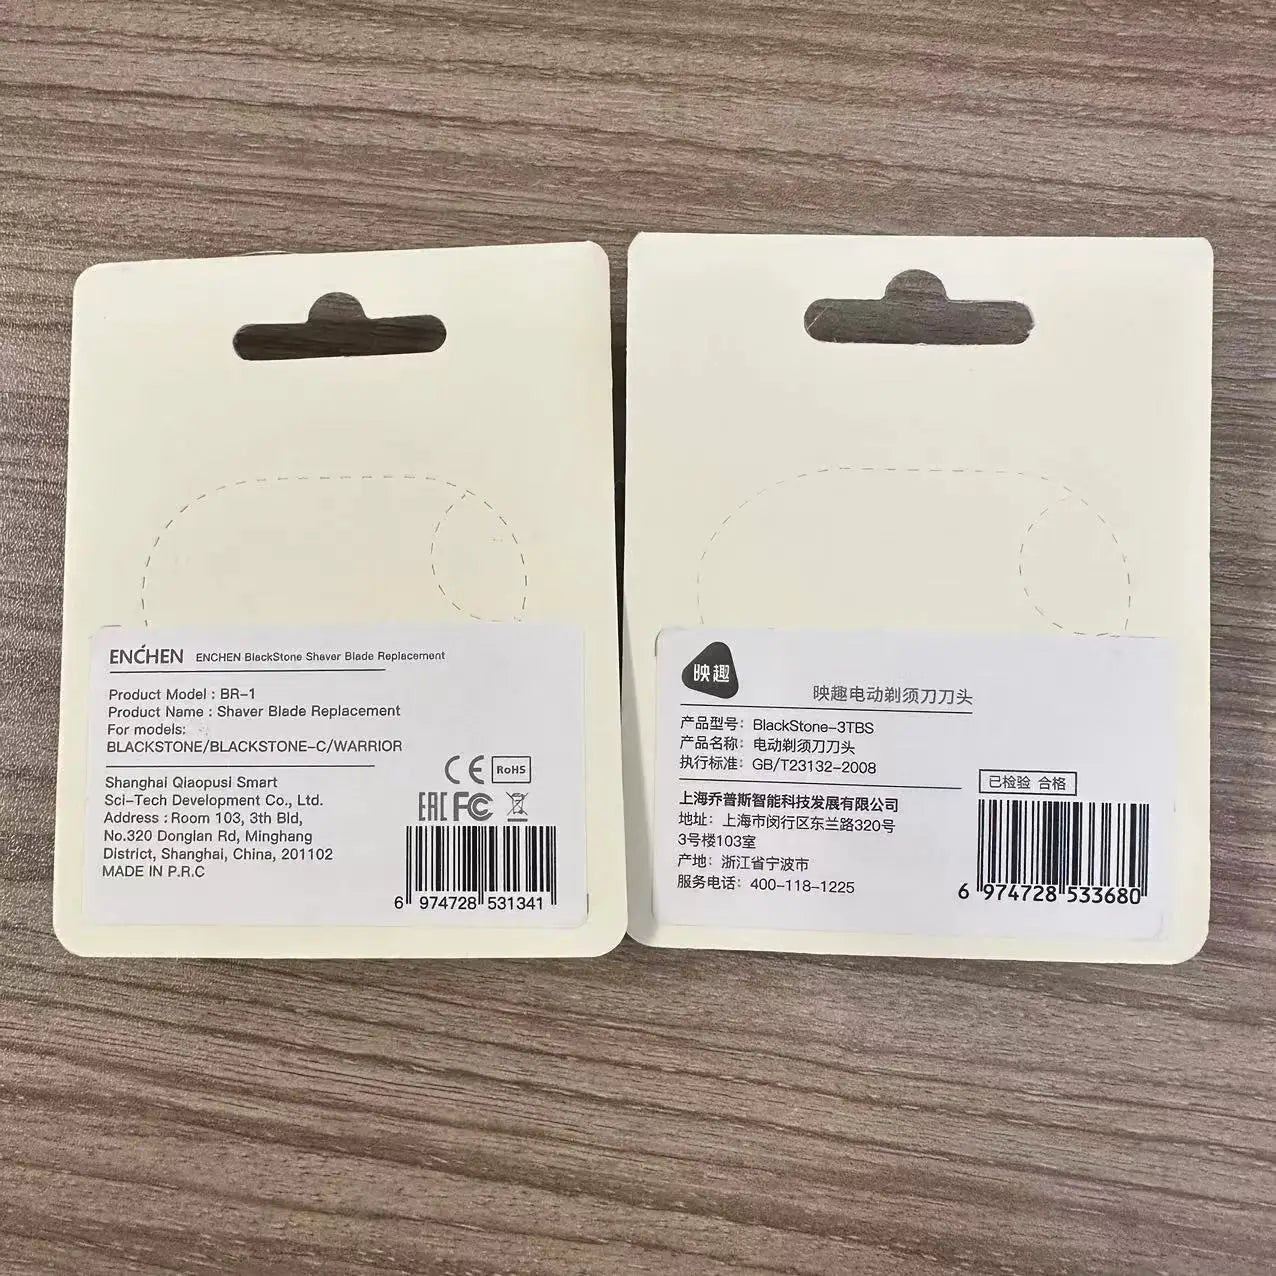 ENCHEN ENCHEN BlackStone Shaver Blade Replacement
Product Model : BR-1
Product Name : Shaver Blade Replacement
For models:
BLACKSTONE/BLACKSTONE-C/WARRIOR
Shanghai Qiaopusi Smart
Sci-Tech Development Co., Ltd.
Address : Room 103, 3th Bld,
No.320 Donglan Rd, Minghang
District, Shanghai, China, 201102
MADE IN P.R.C
CE RoHS
EAC FC
6 974728 531341
映趣
映趣电动剃须刀刀头
产品型号: BlackStone-3TBS
产品名称: 电动剃须刀刀头
执行标准: GB/T23132-2008
已检验 合格
上海乔普斯智能科技发展有限公司
地址: 上海市闵行区东兰路320号
3号楼103室
产地: 浙江省宁波市
服务电话: 400-118-1225
6 974728 533680